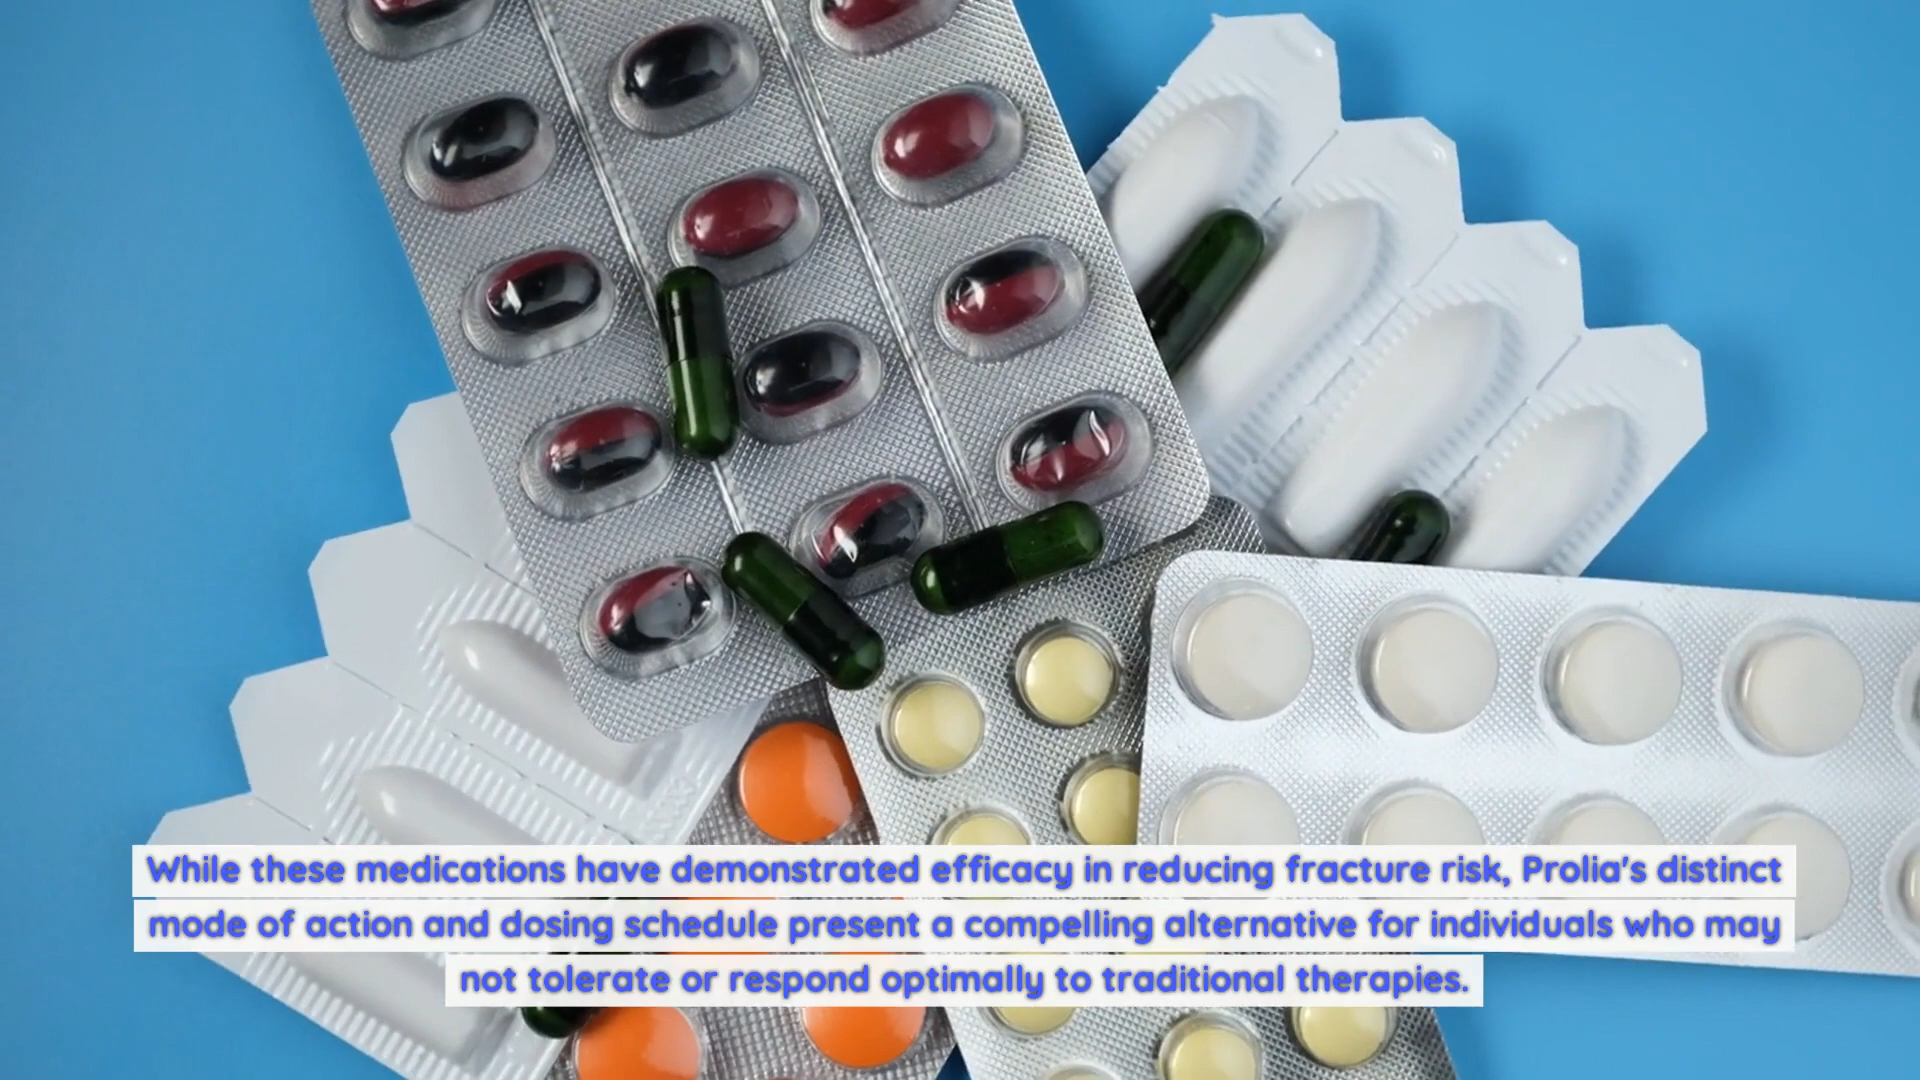 While these medications have demonstrated efficacy in reducing fracture risk, Prolia's distinct
mode of action and dosing schedule present a compelling alternative for individuals who may
not tolerate or respond optimally to traditional therapies.